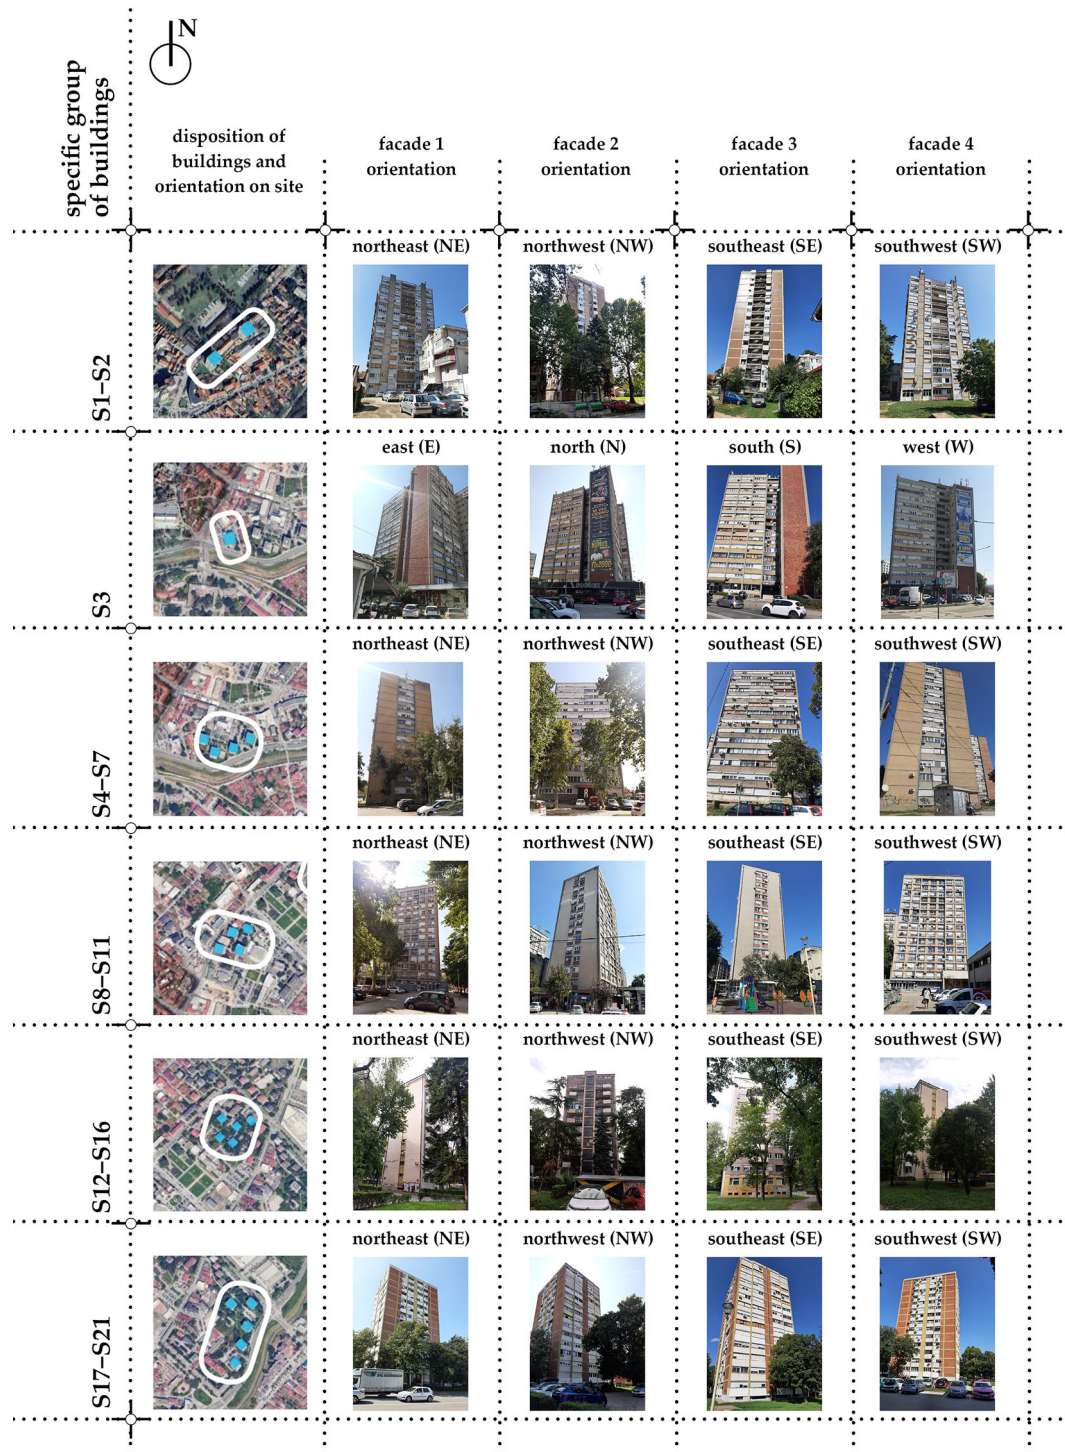 N
specific group
of buildings
disposition of
buildings and
orientation on site
facade 1
orientation
facade 2
orientation
facade 3
orientation
facade 4
orientation
S1–S2
northeast (NE)
northwest (NW)
southeast (SE)
southwest (SW)
S3
east (E)
north (N)
south (S)
west (W)
S4–S7
northeast (NE)
northwest (NW)
southeast (SE)
southwest (SW)
S8–S11
northeast (NE)
northwest (NW)
southeast (SE)
southwest (SW)
S12–S16
northeast (NE)
northwest (NW)
southeast (SE)
southwest (SW)
S17–S21
northeast (NE)
northwest (NW)
southeast (SE)
southwest (SW)